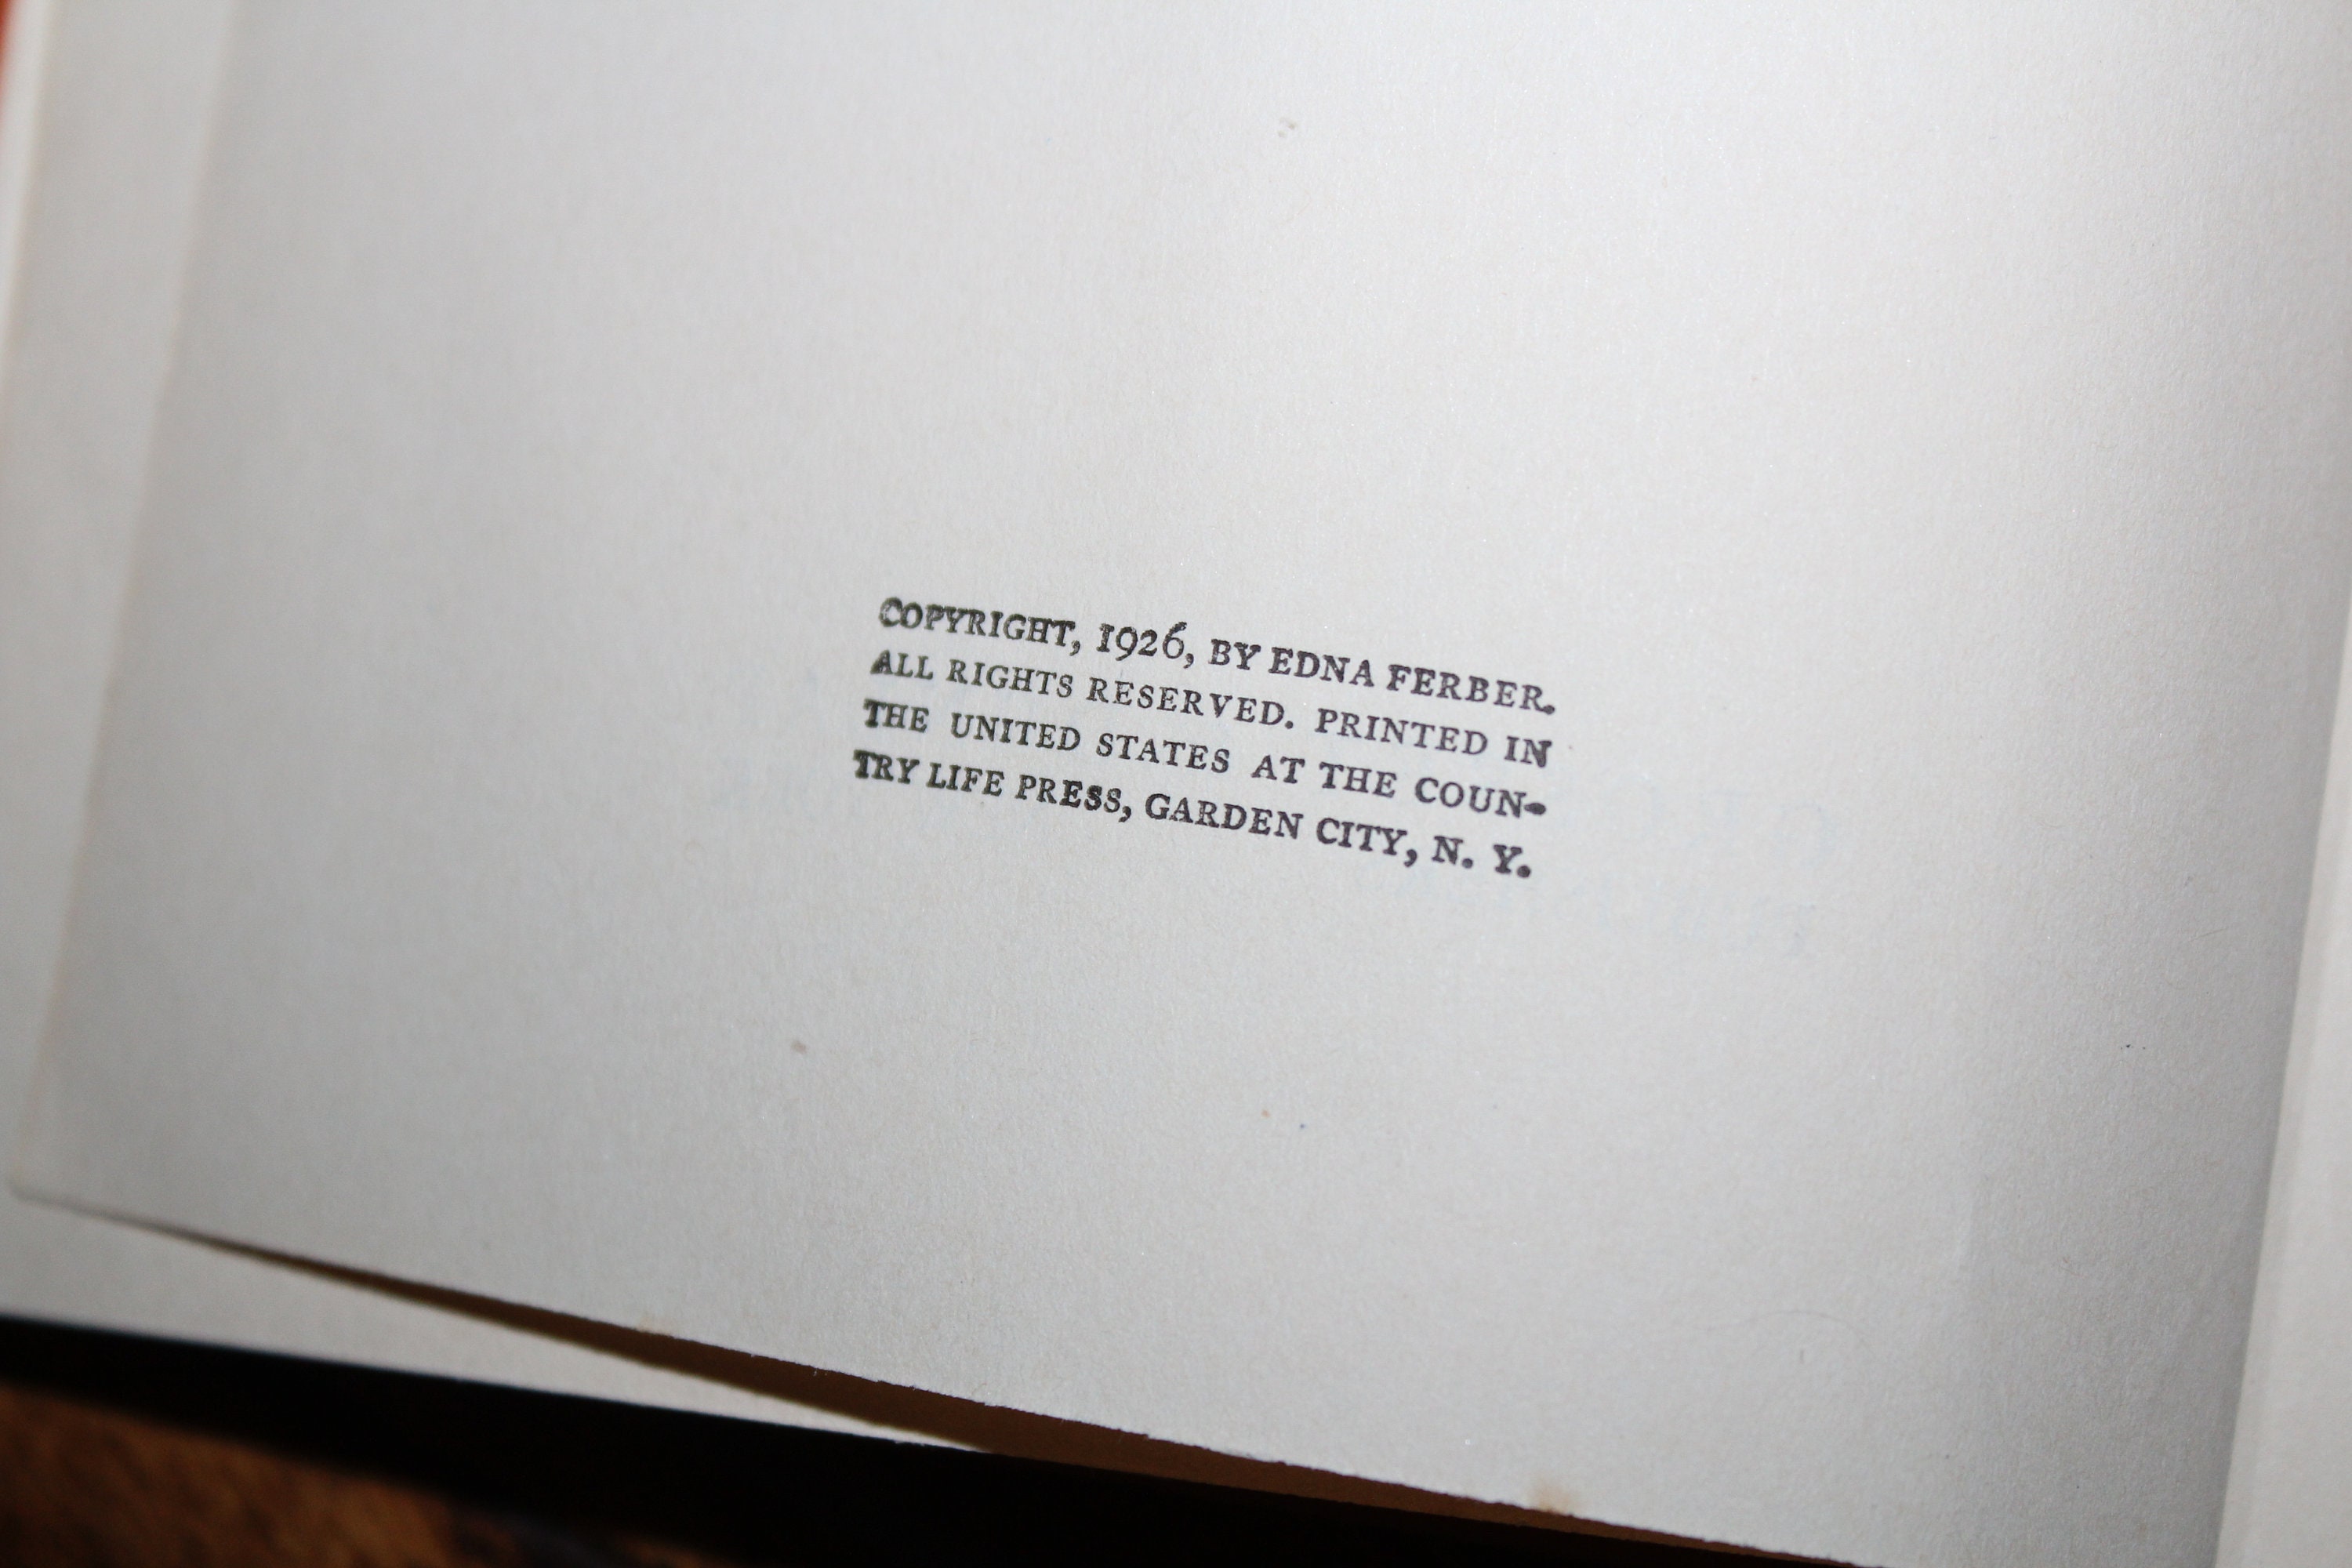 COPYRIGHT, 1926, BY EDNA FERBER.
ALL RIGHTS RESERVED. PRINTED IN
THE UNITED STATES AT THE COUN-
TRY LIFE PRESS, GARDEN CITY, N. Y.